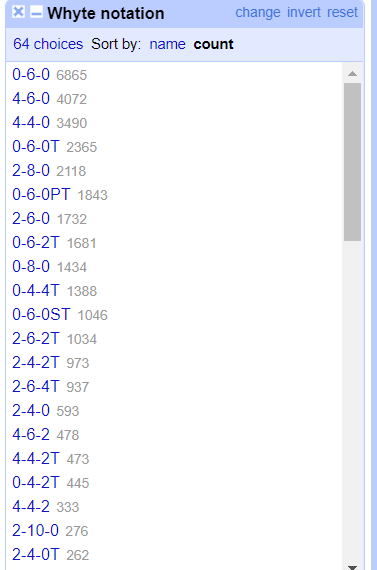 Whyte notation change invert reset
64 choices Sort by: name count
0-6-0 6865
4-6-0 4072
4-4-0 3490
0-6-0T 2365
2-8-0 2118
0-6-0PT 1843
2-6-0 1732
0-6-2T 1681
0-8-0 1434
0-4-4T 1388
0-6-0ST 1046
2-6-2T 1034
2-4-2T 973
2-6-4T 937
2-4-0 593
4-6-2 478
4-4-2T 473
0-4-2T 445
4-4-2 333
2-10-0 276
2-4-0T 262